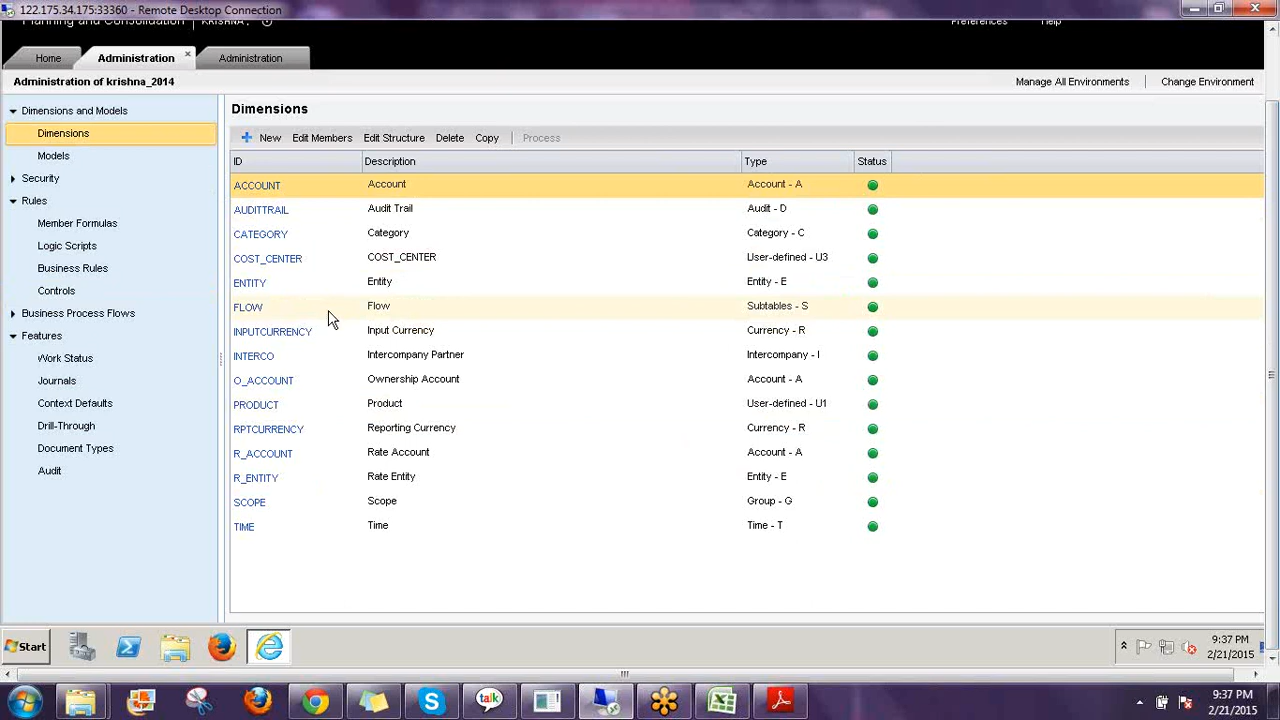 122.175.34.175:33360 - Remote Desktop Connection
Planning and Consolidation KRISHNA. Preferences Help
Home Administration × Administration
Administration of krishna_2014 Manage All Environments Change Environment
Dimensions and Models
Dimensions
Models
Security
Rules
Member Formulas
Logic Scripts
Business Rules
Controls
Business Process Flows
Features
Work Status
Journals
Context Defaults
Drill-Through
Document Types
Audit
Dimensions
New Edit Members Edit Structure Delete Copy Process
ID Description Type Status
ACCOUNT Account Account - A
AUDITTRAIL Audit Trail Audit - D
CATEGORY Category Category - C
COST_CENTER COST_CENTER User-defined - U3
ENTITY Entity Entity - E
FLOW Flow Subtables - S
INPUTCURRENCY Input Currency Currency - R
INTERCO Intercompany Partner Intercompany - I
O_ACCOUNT Ownership Account Account - A
PRODUCT Product User-defined - U1
RPTCURRENCY Reporting Currency Currency - R
R_ACCOUNT Rate Account Account - A
R_ENTITY Rate Entity Entity - E
SCOPE Scope Group - G
TIME Time Time - T
Start 9:37 PM
2/21/2015
talk 9:37 PM
2/21/2015